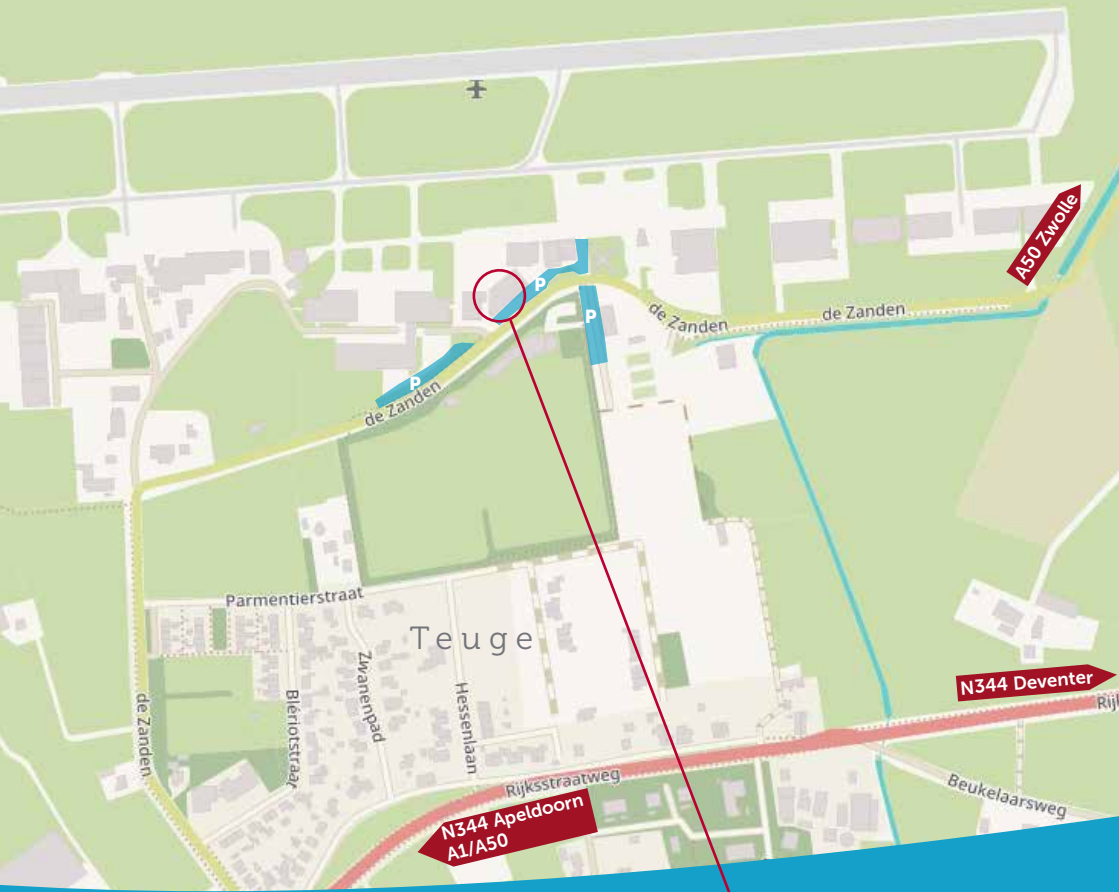 A50 Zwolle
P
P
P
de Zanden
de Zanden
de Zanden
Parmentierstraat
Teuge
Zwanenpad
Hessenlaan
Blériotstraat
de Zanden
N344 Deventer
Rij
Rijksstraatweg
N344 Apeldoorn
A1/A50
Beukelaarsweg